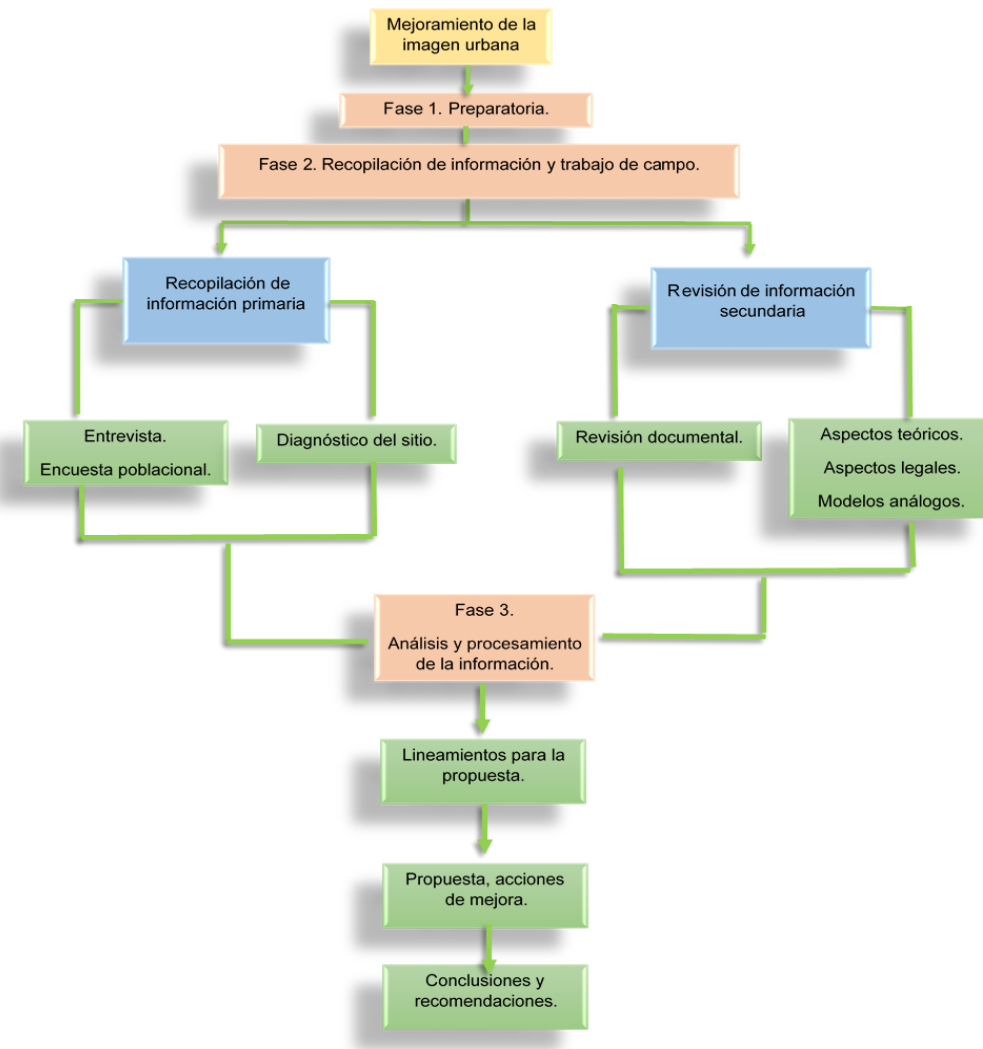 Mejoramiento de la
imagen urbana
Fase 1. Preparatoria.
Fase 2. Recopilación de información y trabajo de campo.
Recopilación de
información primaria
Revisión de información
secundaria
Entrevista.
Encuesta poblacional.
Diagnóstico del sitio.
Revisión documental.
Aspectos teóricos.
Aspectos legales.
Modelos análogos.
Fase 3.
Análisis y procesamiento
de la información.
Lineamientos para la
propuesta.
Propuesta, acciones
de mejora.
Conclusiones y
recomendaciones.